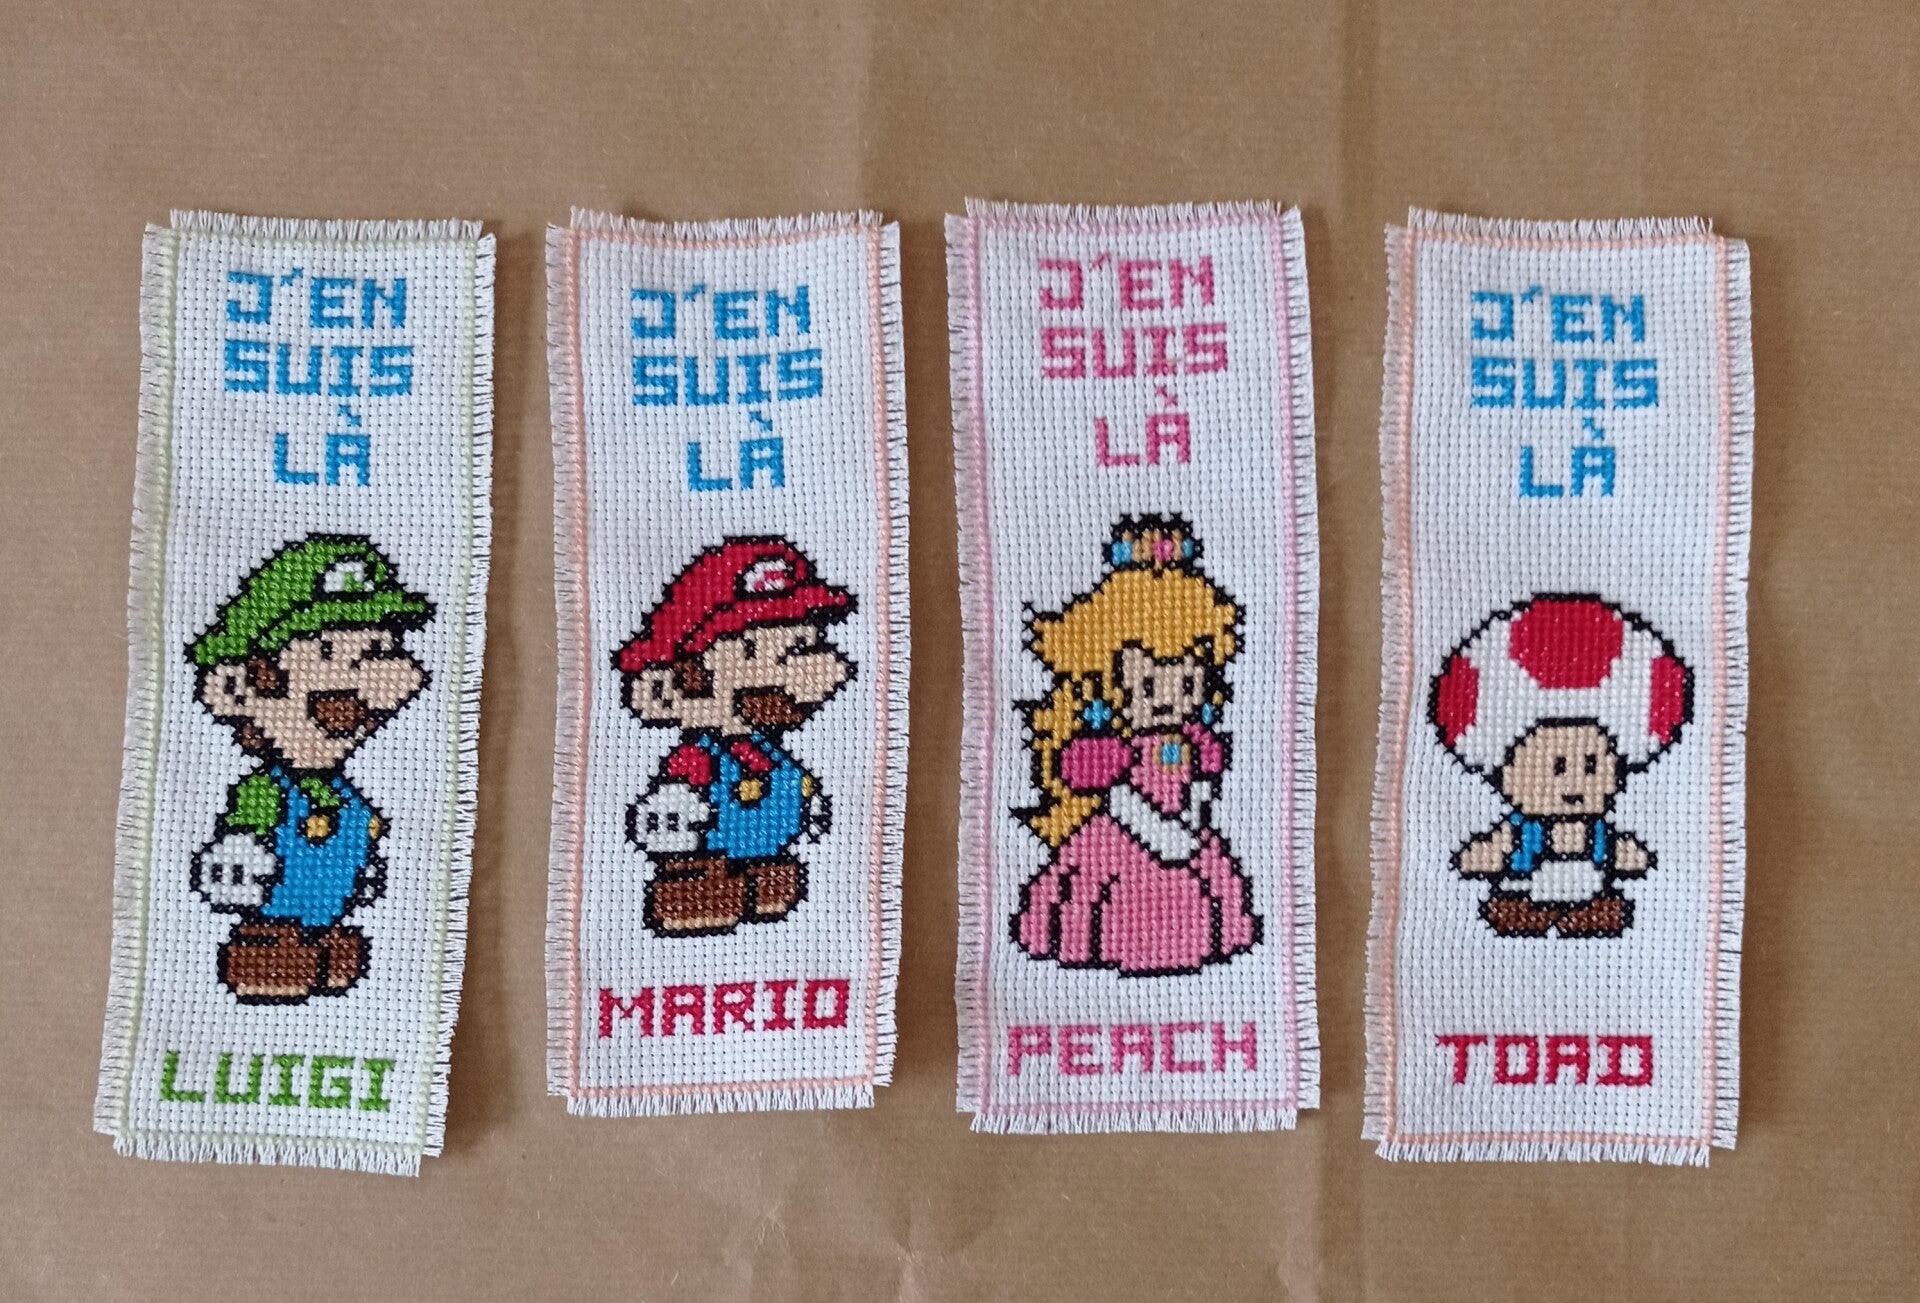 J'EN
SUIS
LÀ
LUIGI
J'EN
SUIS
LÀ
MARIO
J'EN
SUIS
LÀ
PEACH
J'EN
SUIS
LÀ
TOAD